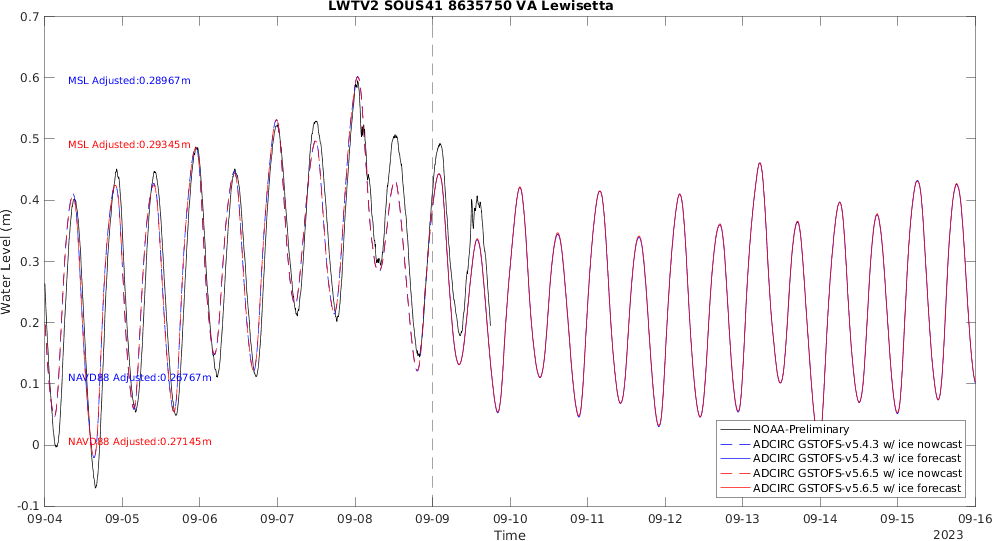 LWTV2 SOUS41 8635750 VA Lewisetta
0.7
0.6
0.5
0.4
0.3
0.2
0.1
0
-0.1
Water Level (m)
MSL Adjusted:0.28967m
MSL Adjusted:0.29345m
NAVD88 Adjusted:0.26767m
NAVD88 Adjusted:0.27145m
NOAA-Preliminary
ADCIRC GSTOFS-v5.4.3 w/ ice nowcast
ADCIRC GSTOFS-v5.4.3 w/ ice forecast
ADCIRC GSTOFS-v5.6.5 w/ ice nowcast
ADCIRC GSTOFS-v5.6.5 w/ ice forecast
09-04 09-05 09-06 09-07 09-08 09-09 09-10 09-11 09-12 09-13 09-14 09-15 09-16
Time
2023